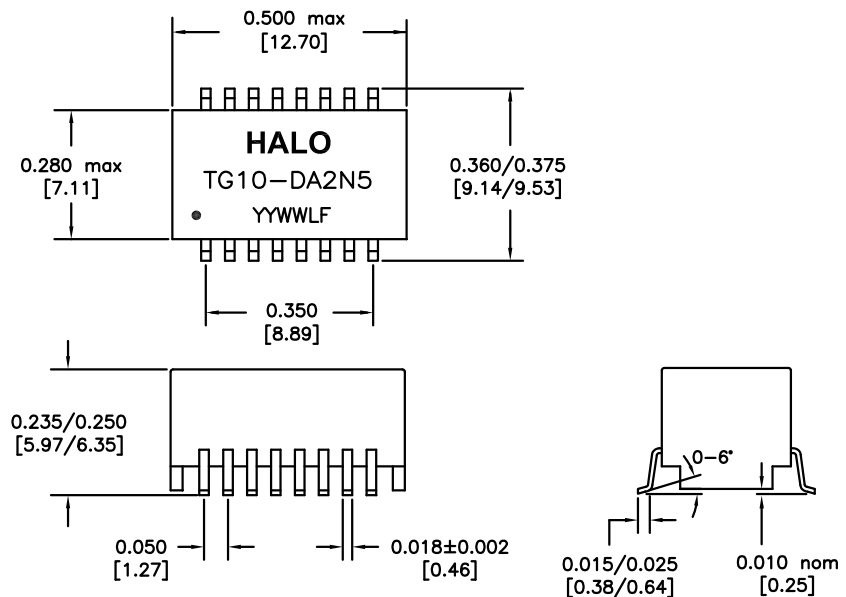 0.500 max
[12.70]
0.280 max
[7.11]
HALO
TG10-DA2N5
YYWWLF
0.360/0.375
[9.14/9.53]
0.350
[8.89]
0.235/0.250
[5.97/6.35]
0-6°
0.050
[1.27]
0.018±0.002
[0.46]
0.015/0.025
[0.38/0.64]
0.010 nom
[0.25]